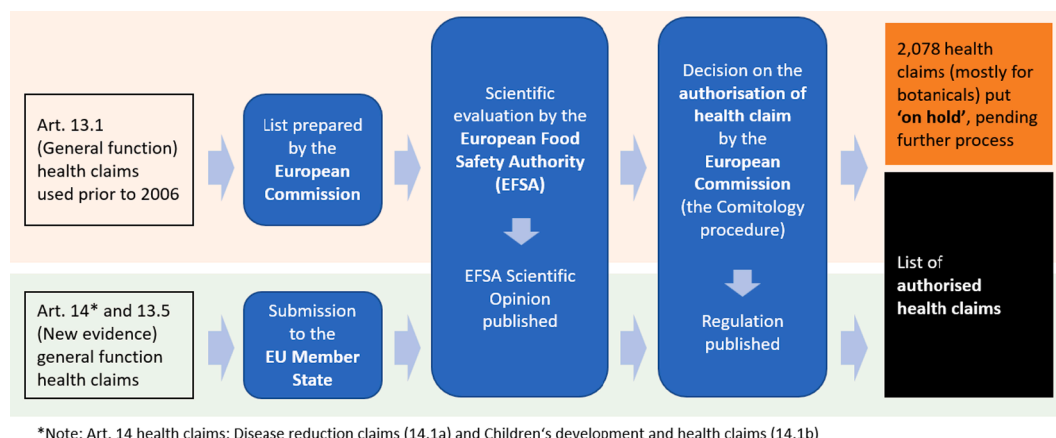 Art. 13.1
(General function)
health claims
used prior to 2006
List prepared
by the
European
Commission
Scientific
evaluation by the
European Food
Safety Authority
(EFSA)
EFSA Scientific
Opinion
published
Decision on the
authorisation of
health claim
by the
European
Commission
(the Comitology
procedure)
Regulation
published
2,078 health
claims (mostly for
botanicals) put
‘on hold’, pending
further process
List of
authorised
health claims
Art. 14* and 13.5
(New evidence)
general function
health claims
Submission
to the
EU Member
State
*Note: Art. 14 health claims: Disease reduction claims (14.1a) and Children‘s development and health claims (14.1b)